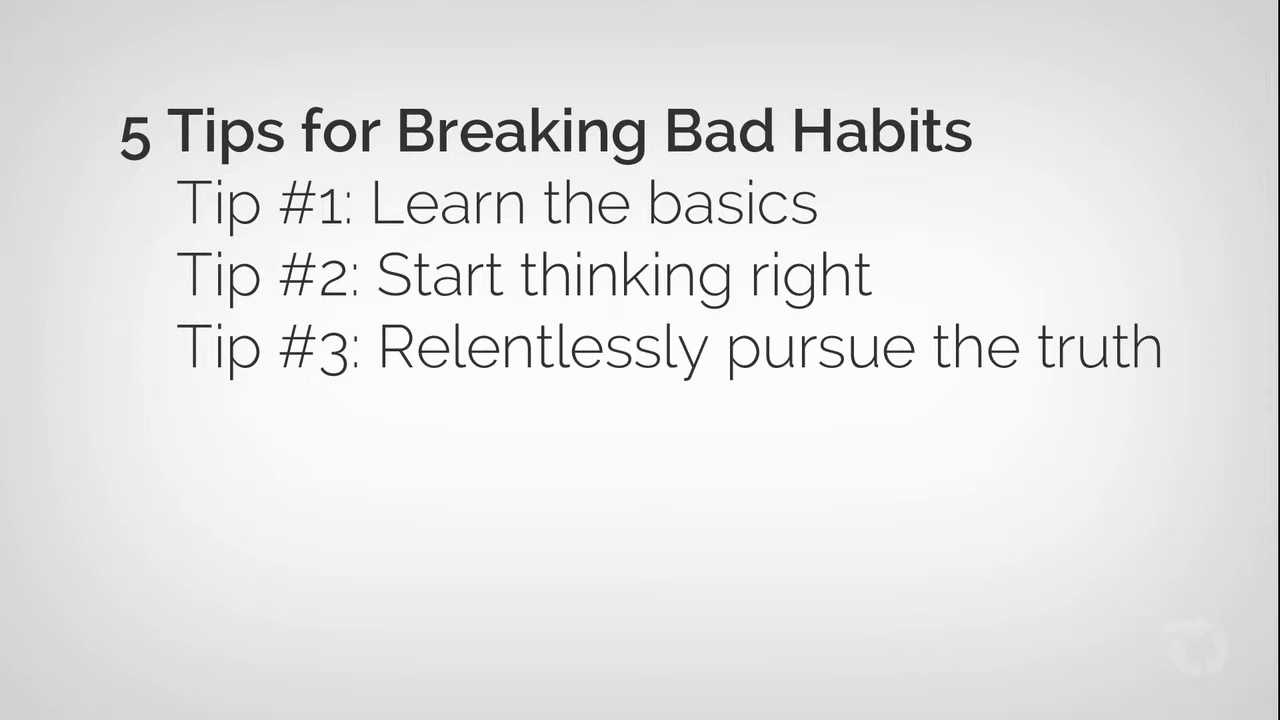 5 Tips for Breaking Bad Habits
Tip #1: Learn the basics
Tip #2: Start thinking right
Tip #3: Relentlessly pursue the truth